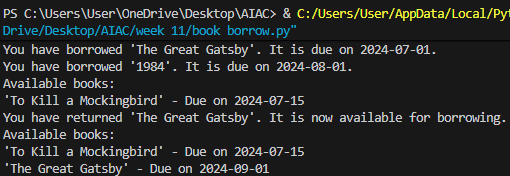 PS C:\Users\User\OneDrive\Desktop\AIAC> & C:/Users/User/AppData/Local/Pyt
Drive/Desktop/AIAC/week 11/book borrow.py"
You have borrowed 'The Great Gatsby'. It is due on 2024-07-01.
You have borrowed '1984'. It is due on 2024-08-01.
Available books:
'To Kill a Mockingbird' - Due on 2024-07-15
You have returned 'The Great Gatsby'. It is now available for borrowing.
Available books:
'To Kill a Mockingbird' - Due on 2024-07-15
'The Great Gatsby' - Due on 2024-09-01